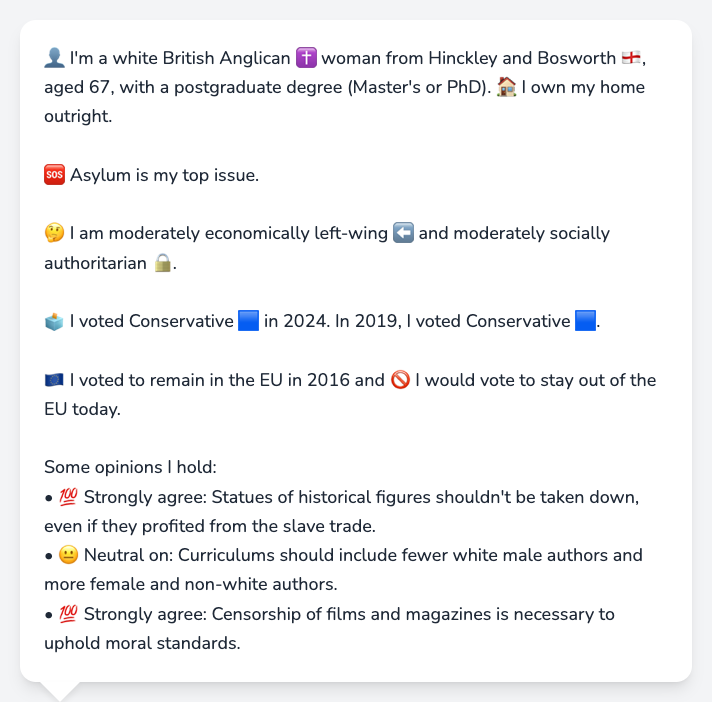 👤 I'm a white British Anglican ✝️ woman from Hinckley and Bosworth 🏴󠁧󠁢󠁥󠁮󠁧󠁿,
aged 67, with a postgraduate degree (Master's or PhD). 🏠 I own my home
outright.
🆘 Asylum is my top issue.
🤔 I am moderately economically left-wing ⬅️ and moderately socially
authoritarian 🔒.
🗳️ I voted Conservative 🟦 in 2024. In 2019, I voted Conservative 🟦.
🇪🇺 I voted to remain in the EU in 2016 and 🚫 I would vote to stay out of the
EU today.
Some opinions I hold:
• 💯 Strongly agree: Statues of historical figures shouldn't be taken down,
even if they profited from the slave trade.
• 😐 Neutral on: Curriculums should include fewer white male authors and
more female and non-white authors.
• 💯 Strongly agree: Censorship of films and magazines is necessary to
uphold moral standards.